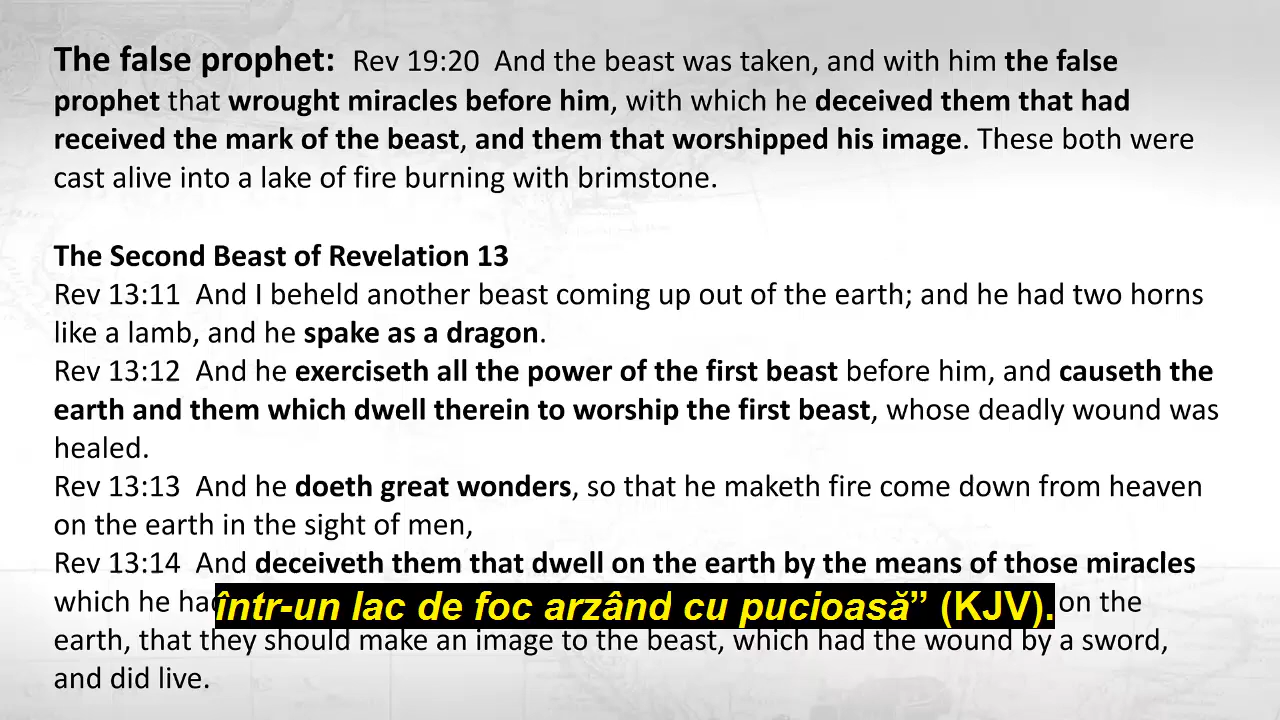 The false prophet: Rev 19:20 And the beast was taken, and with him the false
prophet that wrought miracles before him, with which he deceived them that had
received the mark of the beast, and them that worshipped his image. These both were
cast alive into a lake of fire burning with brimstone.
The Second Beast of Revelation 13
Rev 13:11 And I beheld another beast coming up out of the earth; and he had two horns
like a lamb, and he spake as a dragon.
Rev 13:12 And he exerciseth all the power of the first beast before him, and causeth the
earth and them which dwell therein to worship the first beast, whose deadly wound was
healed.
Rev 13:13 And he doeth great wonders, so that he maketh fire come down from heaven
on the earth in the sight of men,
Rev 13:14 And deceiveth them that dwell on the earth by the means of those miracles
which he on the
într-un lac de foc arzând cu pucioasă” (KJV).
earth, that they should make an image to the beast, which had the wound by a sword,
and did live.